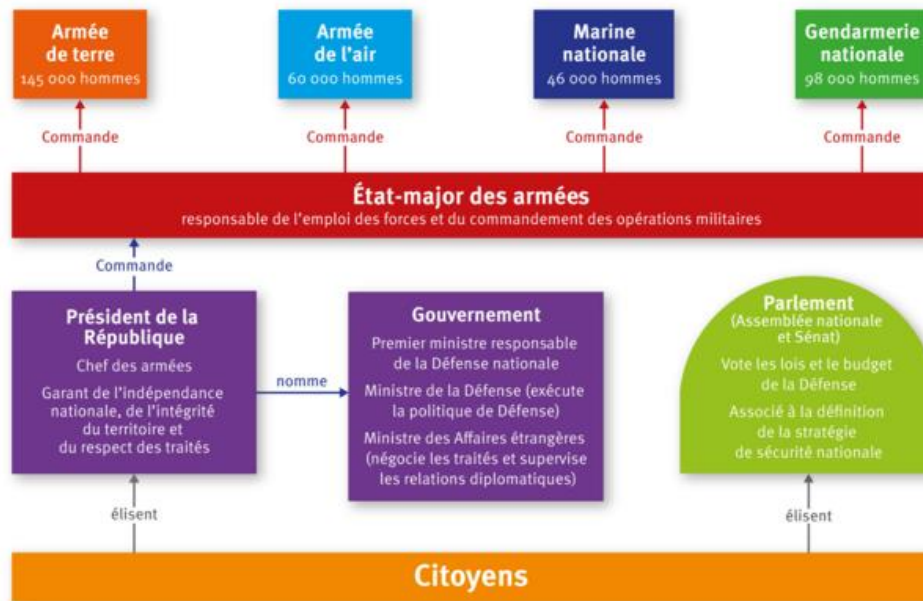 Armée
de terre
145 000 hommes
Armée
de l'air
60 000 hommes
Marine
nationale
46 000 hommes
Gendarmerie
nationale
98 000 hommes
Commande
Commande
Commande
Commande
État-major des armées
responsable de l'emploi des forces et du commandement des opérations militaires
Commande
Président de la
République
Chef des armées
Garant de l'indépendance
nationale, de l'intégrité
du territoire et
du respect des traités
nomme
Gouvernement
Premier ministre responsable
de la Défense nationale
Ministre de la Défense (exécute
la politique de Défense)
Ministre des Affaires étrangères
(négocie les traités et supervise
les relations diplomatiques)
Parlement
(Assemblée nationale
et Sénat)
Vote les lois et le budget
de la Défense
Associé à la définition
de la stratégie
de sécurité nationale
élisent
élisent
Citoyens